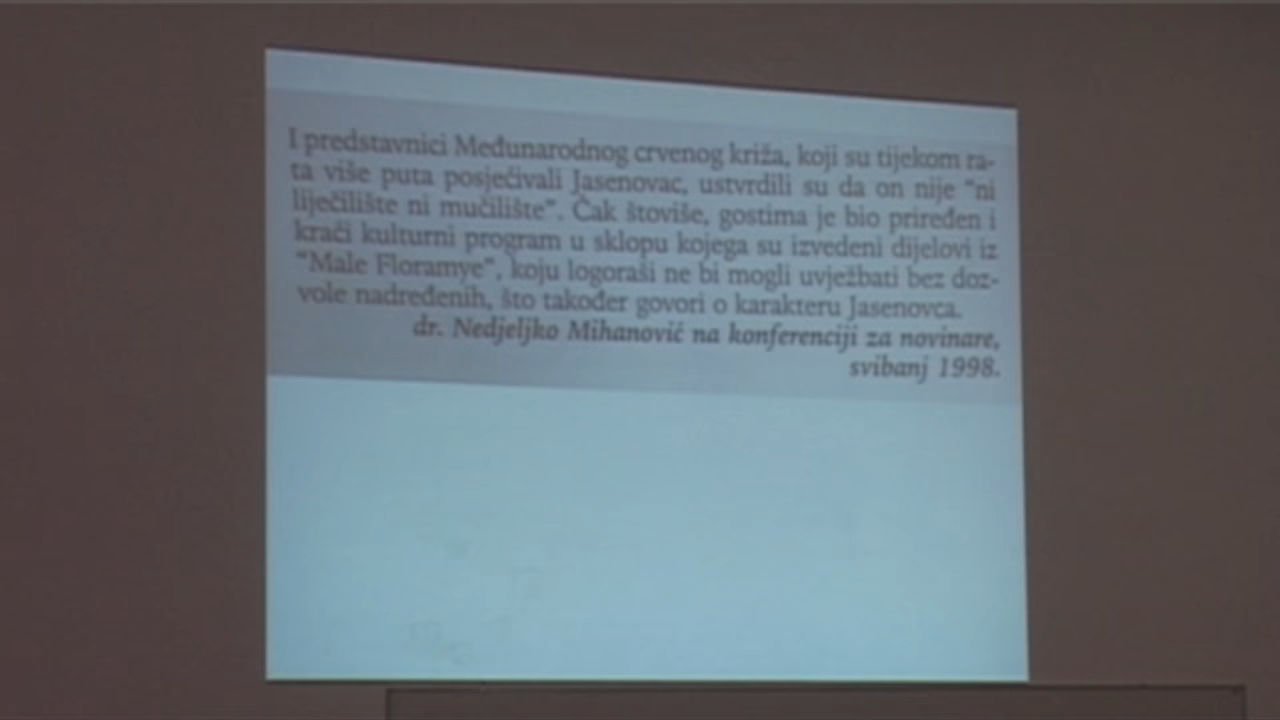 I predstavnici Međunarodnog crvenog križa, koji su tijekom ra-
ta više puta posjećivali Jasenovac, ustvrdili su da on nije "ni
lječilište ni mučilište". Čak štoviše, gostima je bio priređen i
kraći kulturni program u sklopu kojega su izvedeni dijelovi iz
"Male Floramye", koju logoraši ne bi mogli uvježbati bez doz-
vole nadređenih, što također govori o karakteru Jasenovca.
dr. Nedjeljko Mihanović na konferenciji za novinare,
svibanj 1998.